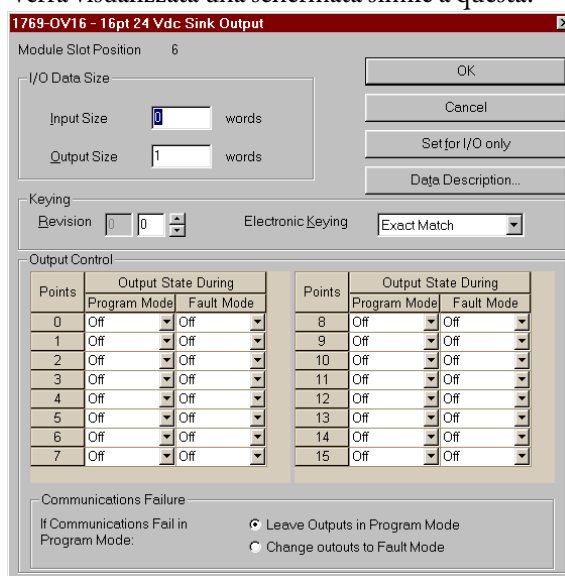 Verrà visualizzata una schermata simile a questa:
1769-OV16 - 16pt 24 Vdc Sink Output
Module Slot Position 6
I/O Data Size
Input Size 0 words
Output Size 1 words
OK
Cancel
Set for I/O only
Data Description...
Keying
Revision 0 0 Electronic Keying Exact Match
Output Control
Points Output State During Points Output State During
Program Mode Fault Mode Program Mode Fault Mode
0 Off Off 8 Off Off
1 Off Off 9 Off Off
2 Off Off 10 Off Off
3 Off Off 11 Off Off
4 Off Off 12 Off Off
5 Off Off 13 Off Off
6 Off Off 14 Off Off
7 Off Off 15 Off Off
Communications Failure
If Communications Fail in
Program Mode:
Leave Outputs in Program Mode
Change outouts to Fault Mode